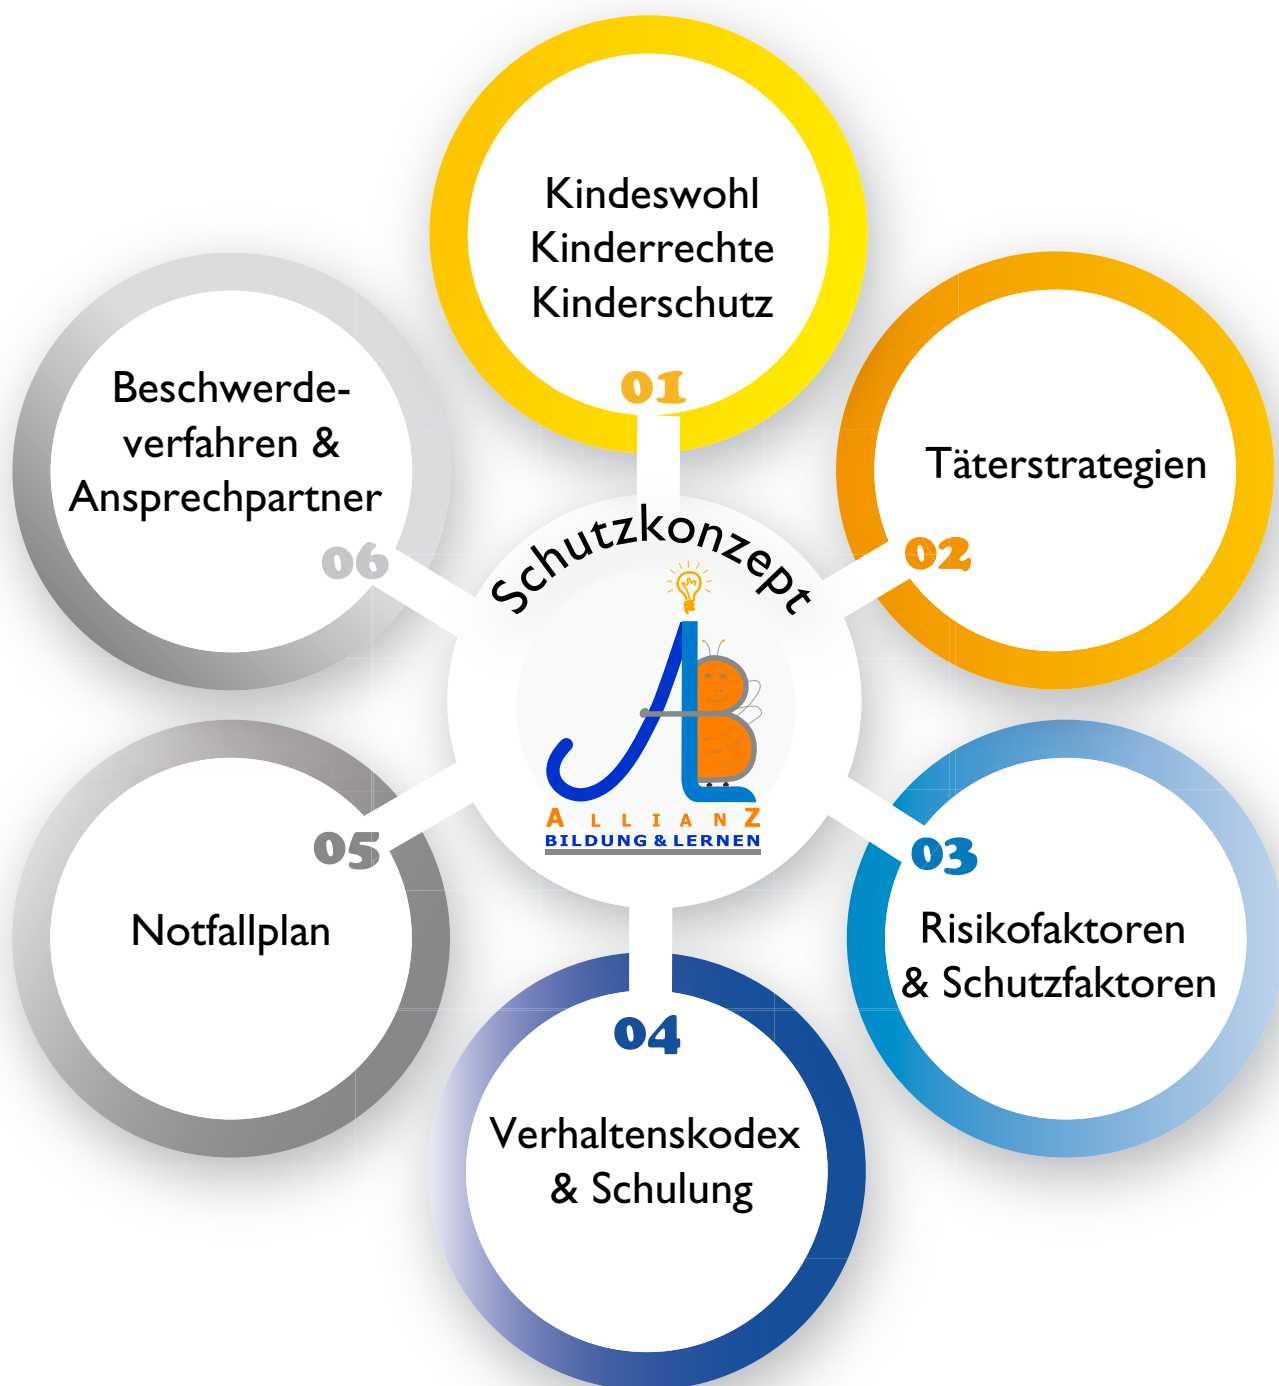 Kindeswohl
Kinderrechte
Kinderschutz
01
Täterstrategien
02
03
Risikofaktoren
& Schutzfaktoren
04
Verhaltenskodex
& Schulung
05
Notfallplan
Beschwerde-
verfahren &
Ansprechpartner
06
Schutzkonzept
ALB
ALLIANZ
BILDUNG & LERNEN